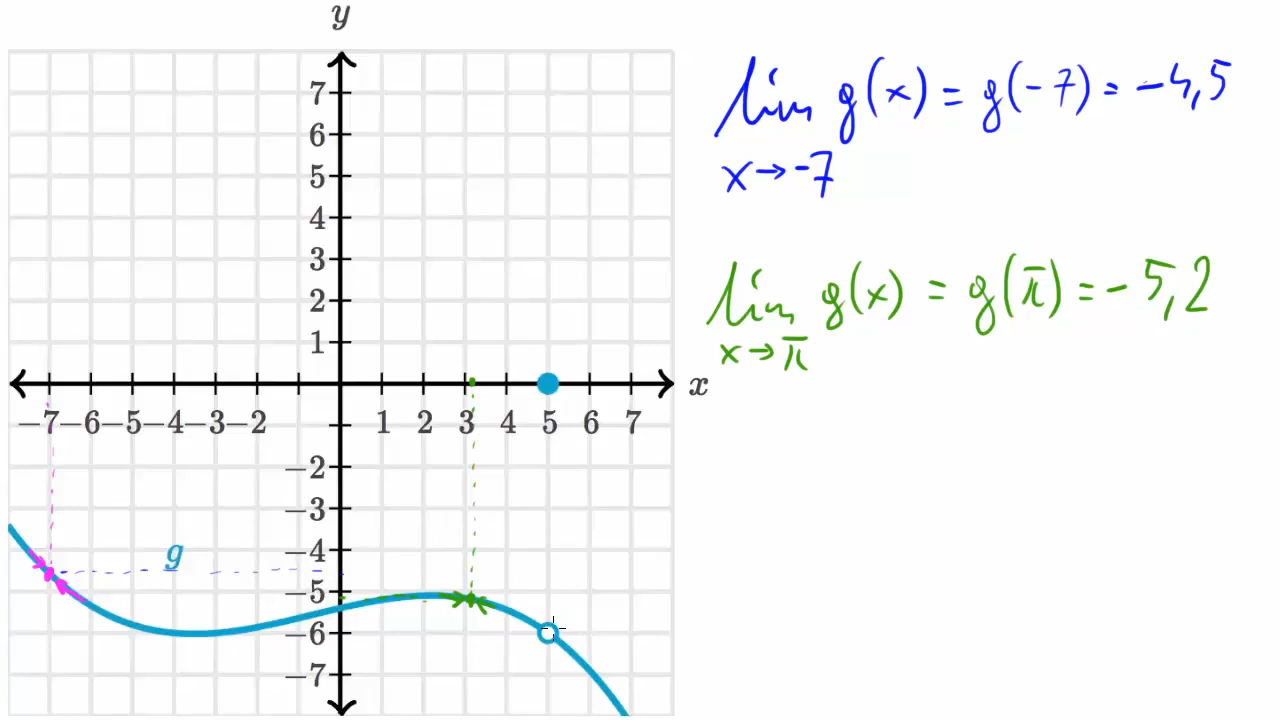 y
lim g(x) = g(-7) = -4,5
x→-7
lim g(x) = g(π) = -5,2
x→π
7
6
5
4
3
2
1
x
−7 −6 −5 −4 −3 −2 1 2 3 4 5 6 7
−2
−3
−4
g
−5
−6
−7